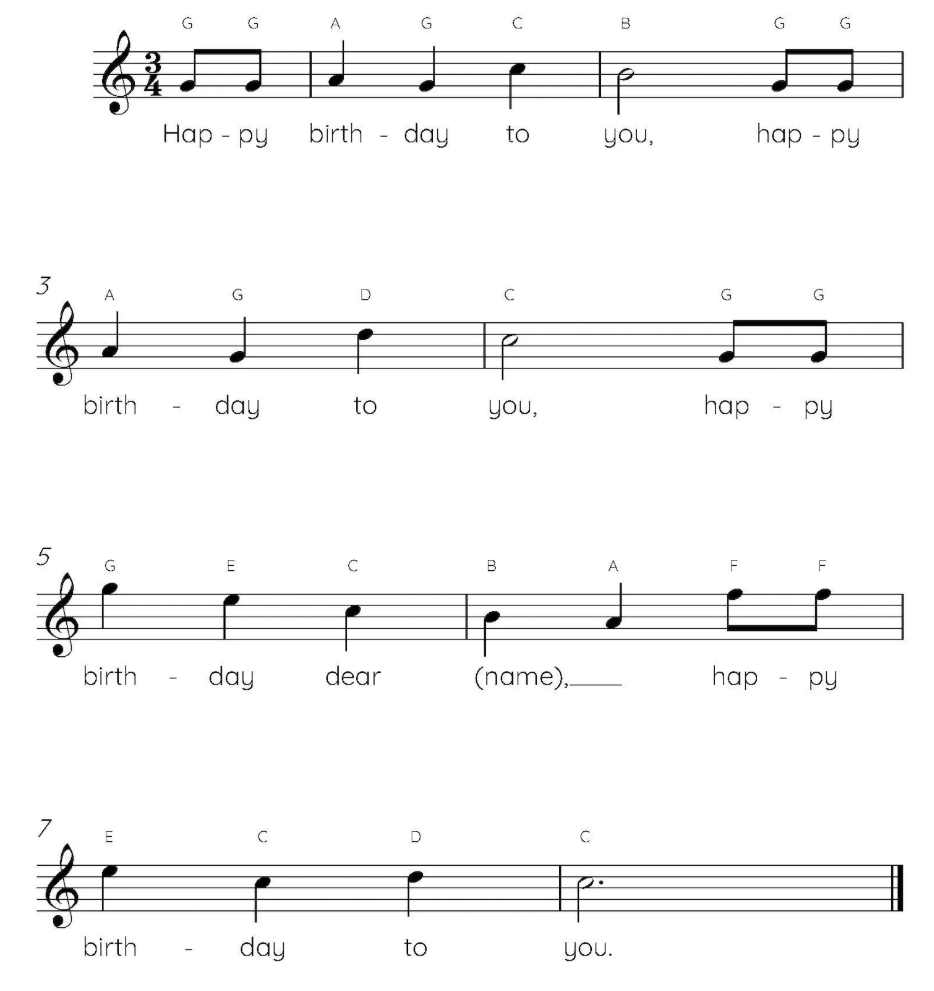 G G A G C B G G
3
4
Hap - py birth - day to you, hap - py
3
A G D C G G
birth - day to you, hap - py
5
G E C B A F F
birth - day dear (name),____ hap - py
7
E C D C
birth - day to you.